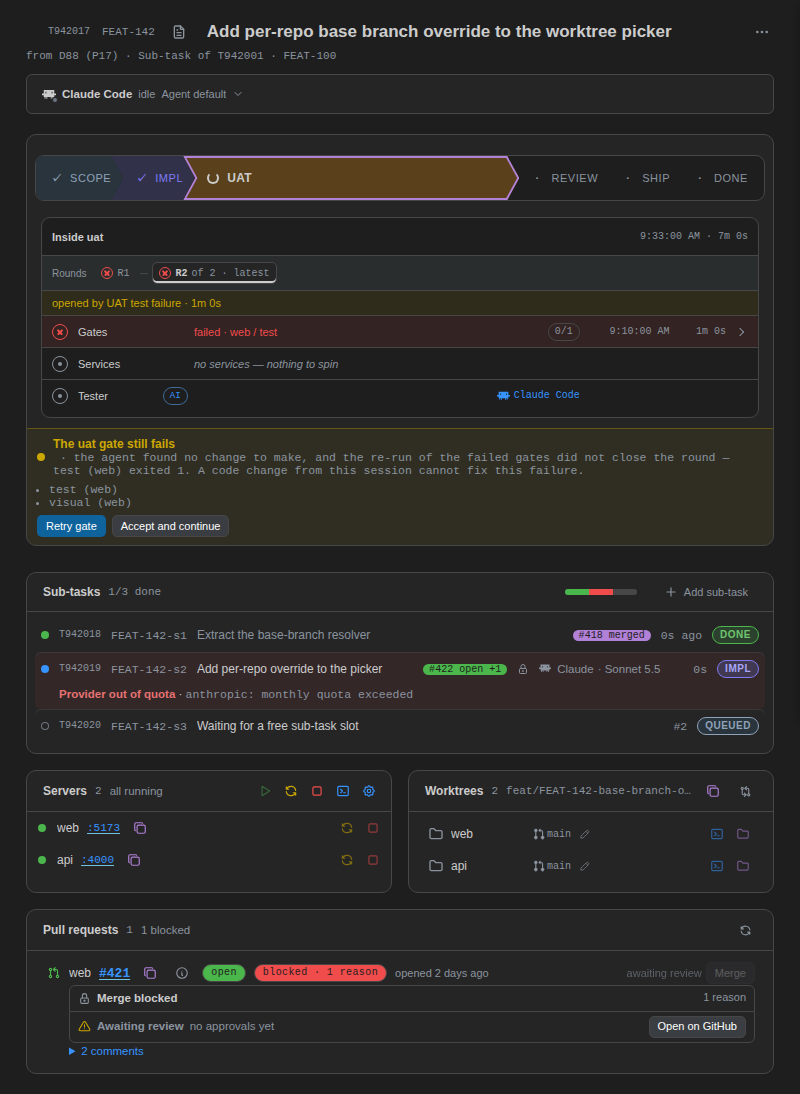 T942017 FEAT-142 Add per-repo base branch override to the worktree picker ···
from D88 (P17) · Sub-task of T942001 · FEAT-100
Claude Code idle Agent default
SCOPE IMPL UAT · REVIEW · SHIP · DONE
Inside uat 9:33:00 AM · 7m 0s
Rounds R1 — R2 of 2 · latest
opened by UAT test failure · 1m 0s
Gates failed · web / test 0/1 9:10:00 AM 1m 0s
Services no services — nothing to spin
Tester AI Claude Code
The uat gate still fails
· the agent found no change to make, and the re-run of the failed gates did not close the round —
test (web) exited 1. A code change from this session cannot fix this failure.
• test (web)
• visual (web)
Retry gate Accept and continue
Sub-tasks 1/3 done Add sub-task
T942018 FEAT-142-s1 Extract the base-branch resolver #418 merged 0s ago DONE
T942019 FEAT-142-s2 Add per-repo override to the picker #422 open +1 Claude · Sonnet 5.5 0s IMPL
Provider out of quota · anthropic: monthly quota exceeded
T942020 FEAT-142-s3 Waiting for a free sub-task slot #2 QUEUED
Servers 2 all running
web :5173
api :4000
Worktrees 2 feat/FEAT-142-base-branch-o…
web main
api main
Pull requests 1 1 blocked
web #421 open blocked · 1 reason opened 2 days ago awaiting review Merge
Merge blocked 1 reason
Awaiting review no approvals yet Open on GitHub
2 comments